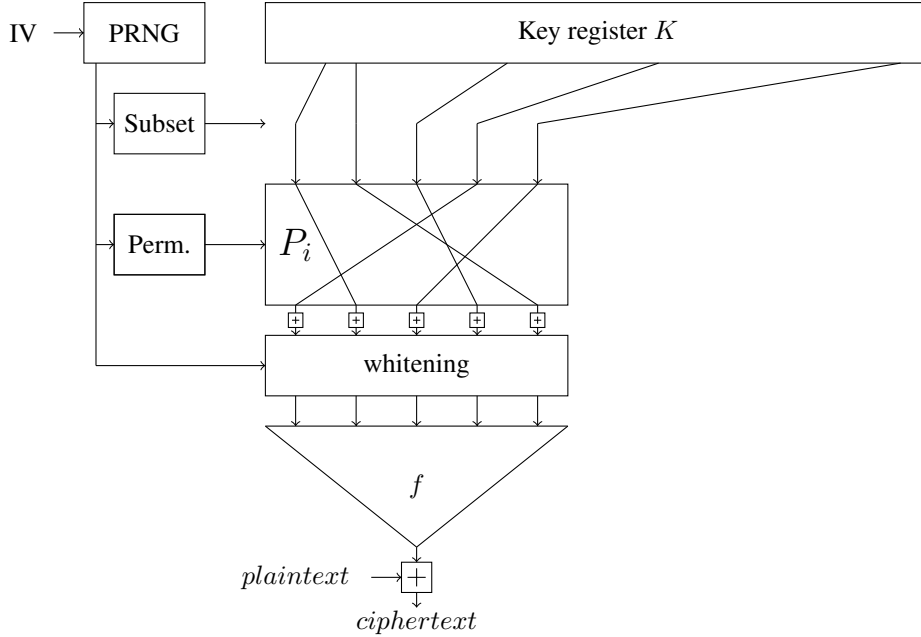 IV
PRNG
Key register K
Subset
Perm.
P_i
+ + + + +
whitening
f
plaintext
+
ciphertext